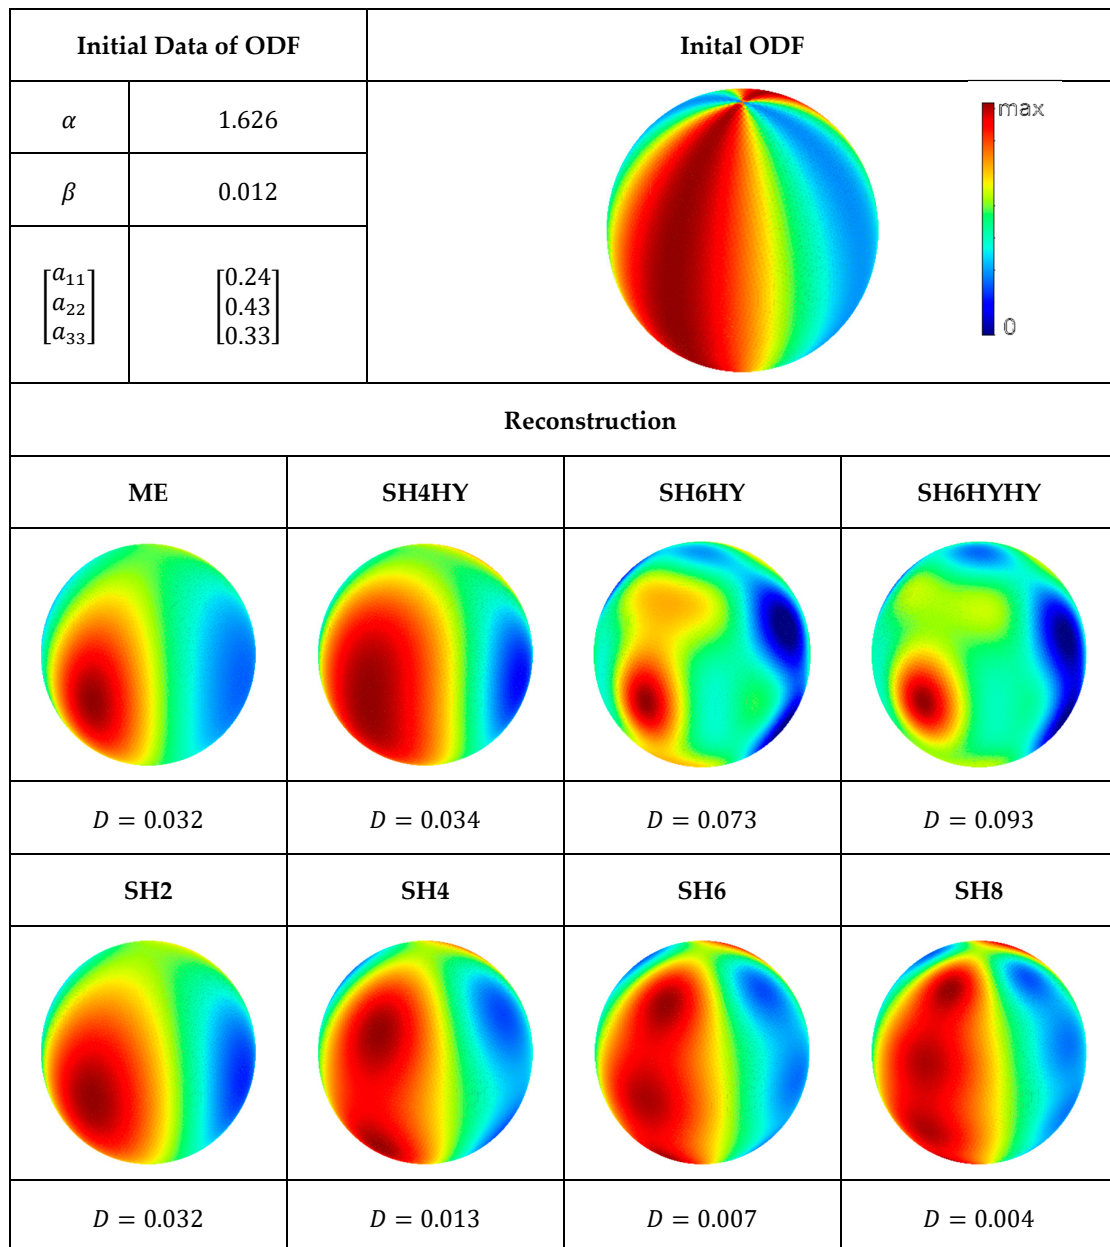 Initial Data of ODF
Inital ODF
α
1.626
β
0.012
[a₁₁ a₂₂ a₃₃]
[0.24 0.43 0.33]
max
0
Reconstruction
ME
SH4HY
SH6HY
SH6HYHY
D = 0.032
D = 0.034
D = 0.073
D = 0.093
SH2
SH4
SH6
SH8
D = 0.032
D = 0.013
D = 0.007
D = 0.004